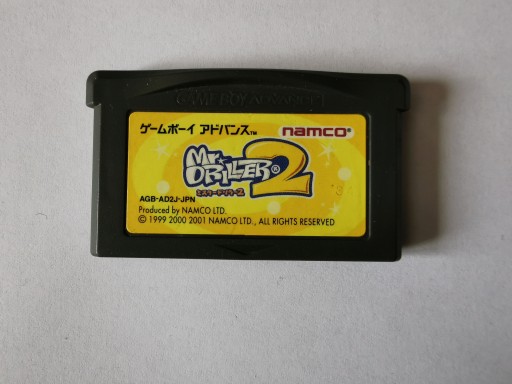 GAME BOY ADVANCE
ゲームボーイ アドバンス™
namco®
Mr. DRILLER® 2
ミスタードリラー2
AGB-AD2J-JPN
Produced by NAMCO LTD.
© 1999 2000 2001 NAMCO LTD., ALL RIGHTS RESERVED